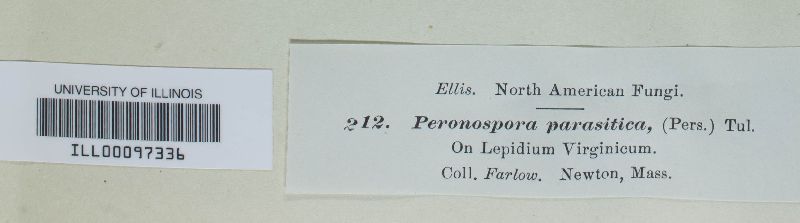 UNIVERSITY OF ILLINOIS
ILL00097336
Ellis. North American Fungi.
212. Peronospora parasitica, (Pers.) Tul.
On Lepidium Virginicum.
Coll. Farlow. Newton, Mass.